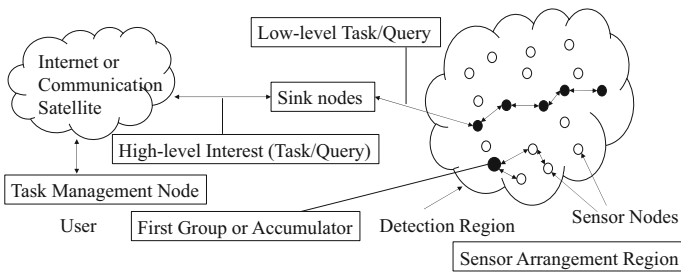 Low-level Task/Query
Internet or
Communication
Satellite
Sink nodes
High-level Interest (Task/Query)
Task Management Node
User
First Group or Accumulator
Detection Region
Sensor Nodes
Sensor Arrangement Region